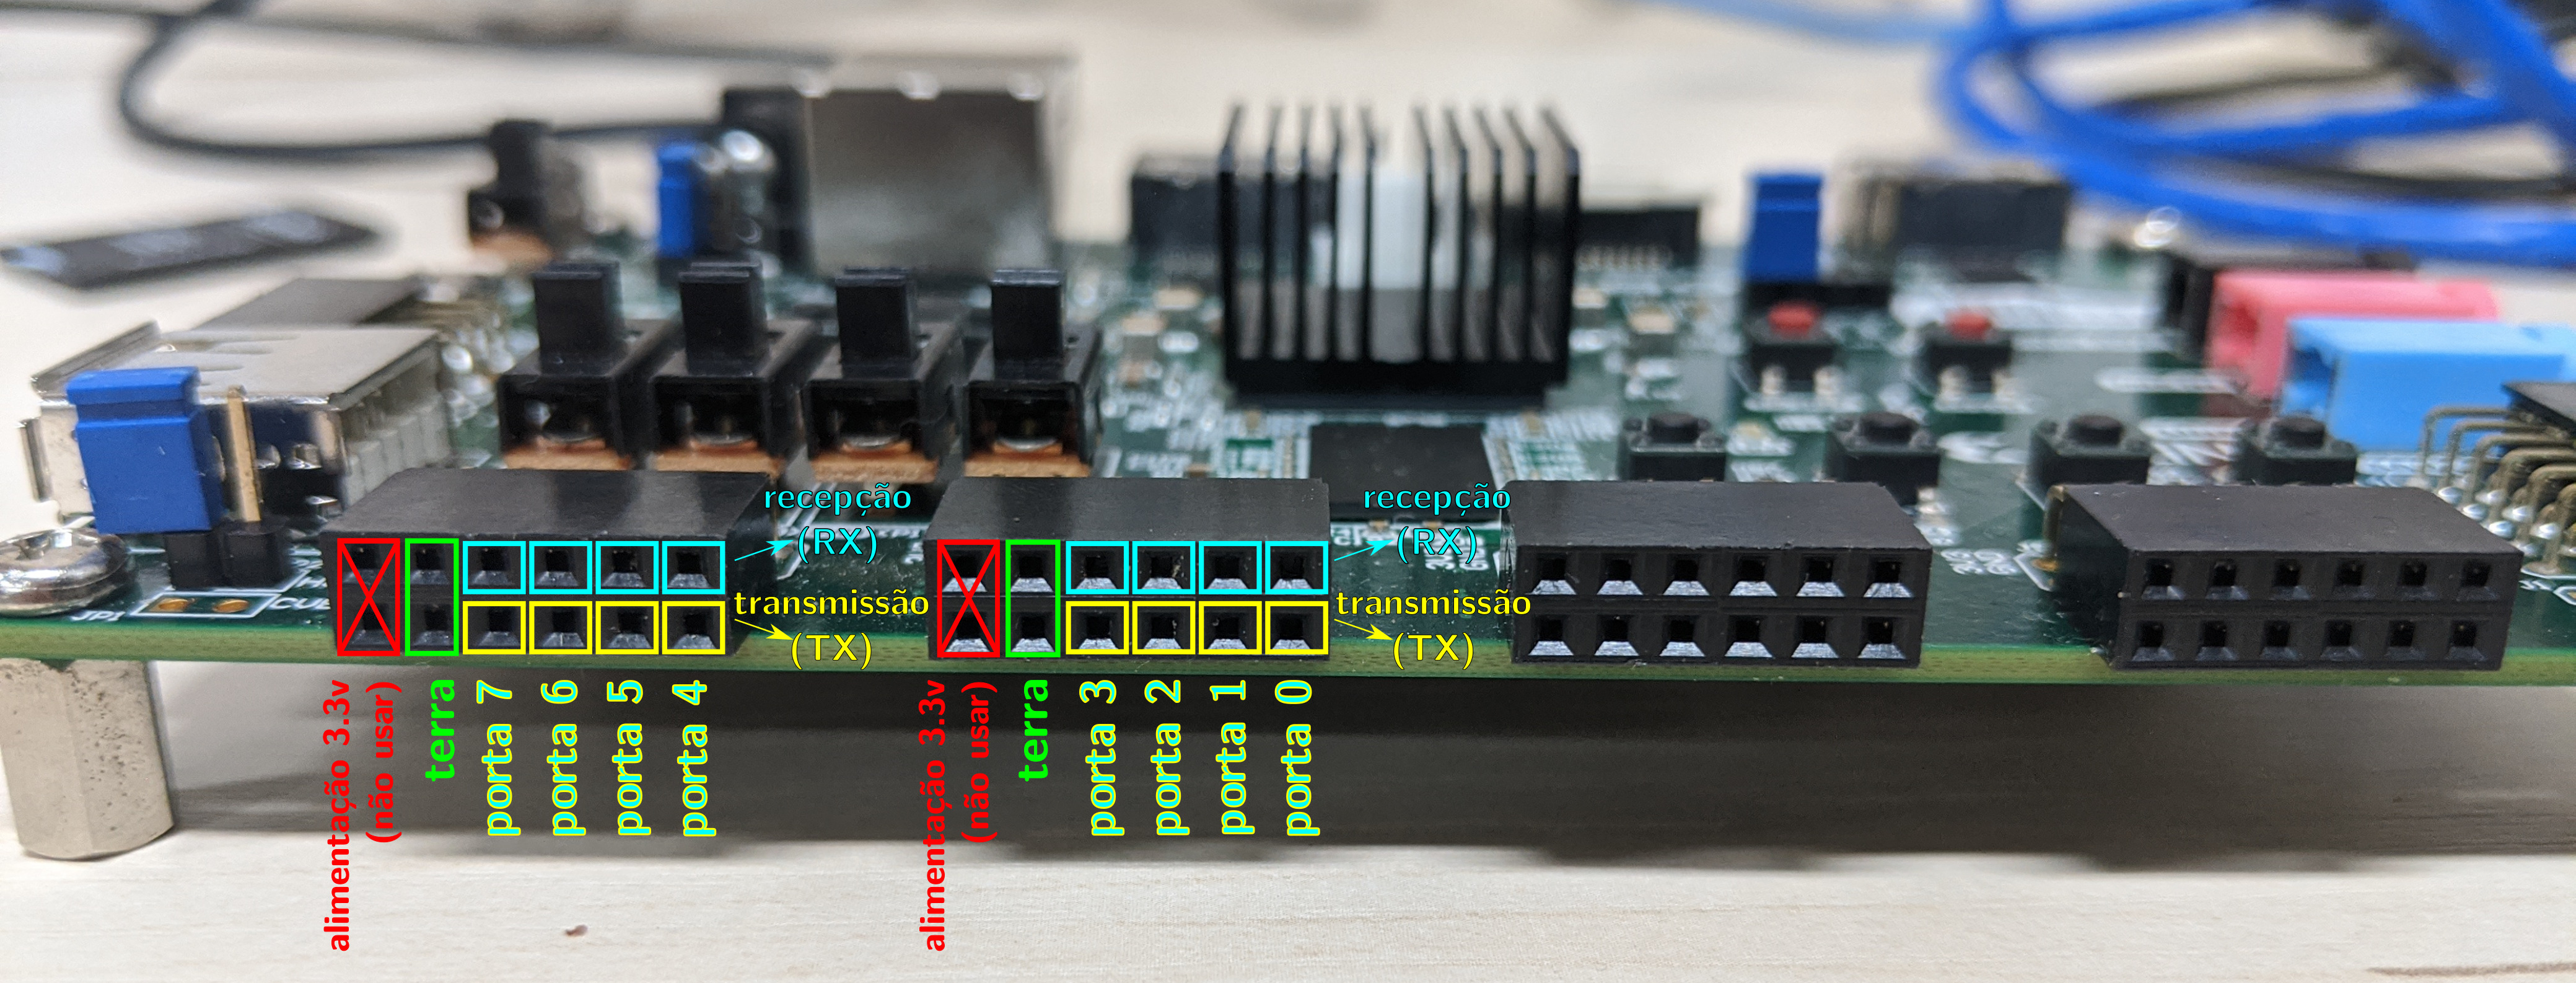 recepção
(RX)
transmissão
(TX)
recepção
(RX)
transmissão
(TX)
JP1
alimentação 3.3v
(não usar)
terra
porta 7
porta 6
porta 5
porta 4
alimentação 3.3v
(não usar)
terra
porta 3
porta 2
porta 1
porta 0